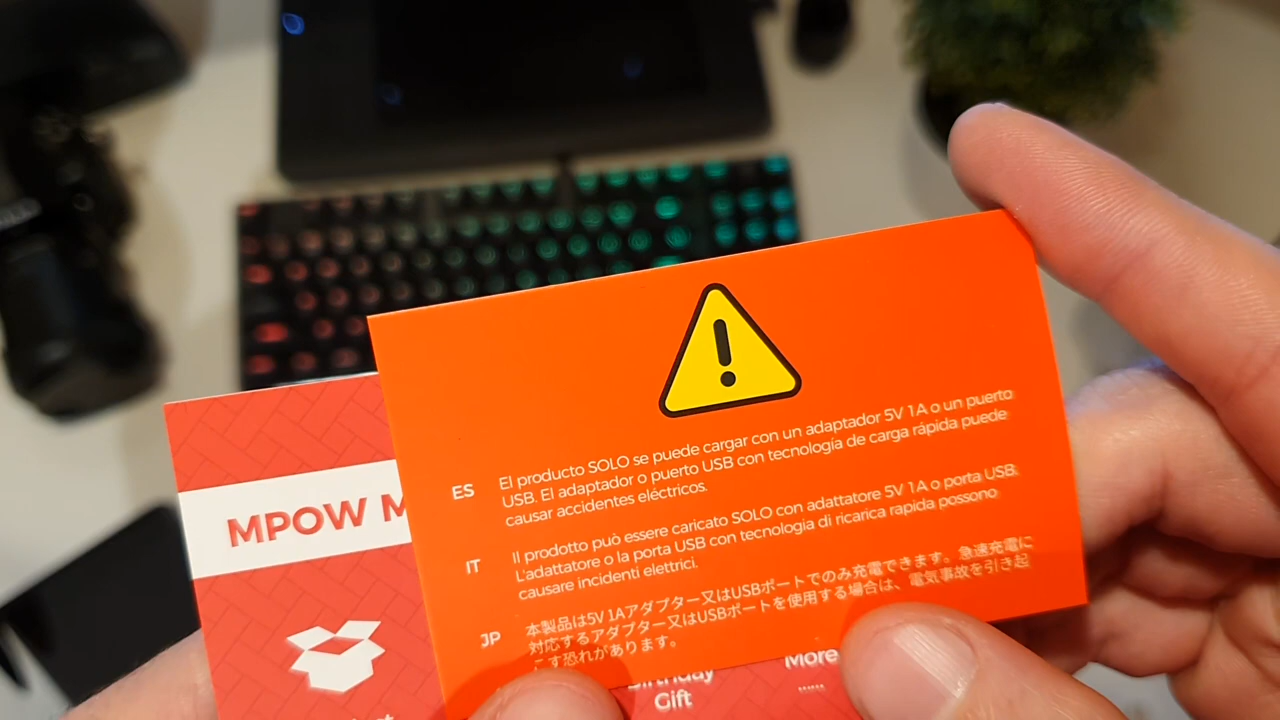 ES
El producto SOLO se puede cargar con un adaptador 5V 1A o un puerto
USB. El adaptador o puerto USB con tecnología de carga rápida puede
causar accidentes eléctricos.
IT
Il prodotto può essere caricato SOLO con adattatore 5V 1A o porta USB.
L'adattatore o la porta USB con tecnologia di ricarica rapida possono
causare incidenti elettrici.
JP
本製品は5V 1Aアダプター又はUSBポートでのみ充電できます。急速充電に
対応するアダプター又はUSBポートを使用する場合は、電気事故を引き起
こす恐れがあります。
MPOW M
Birthday
Gift
More
......